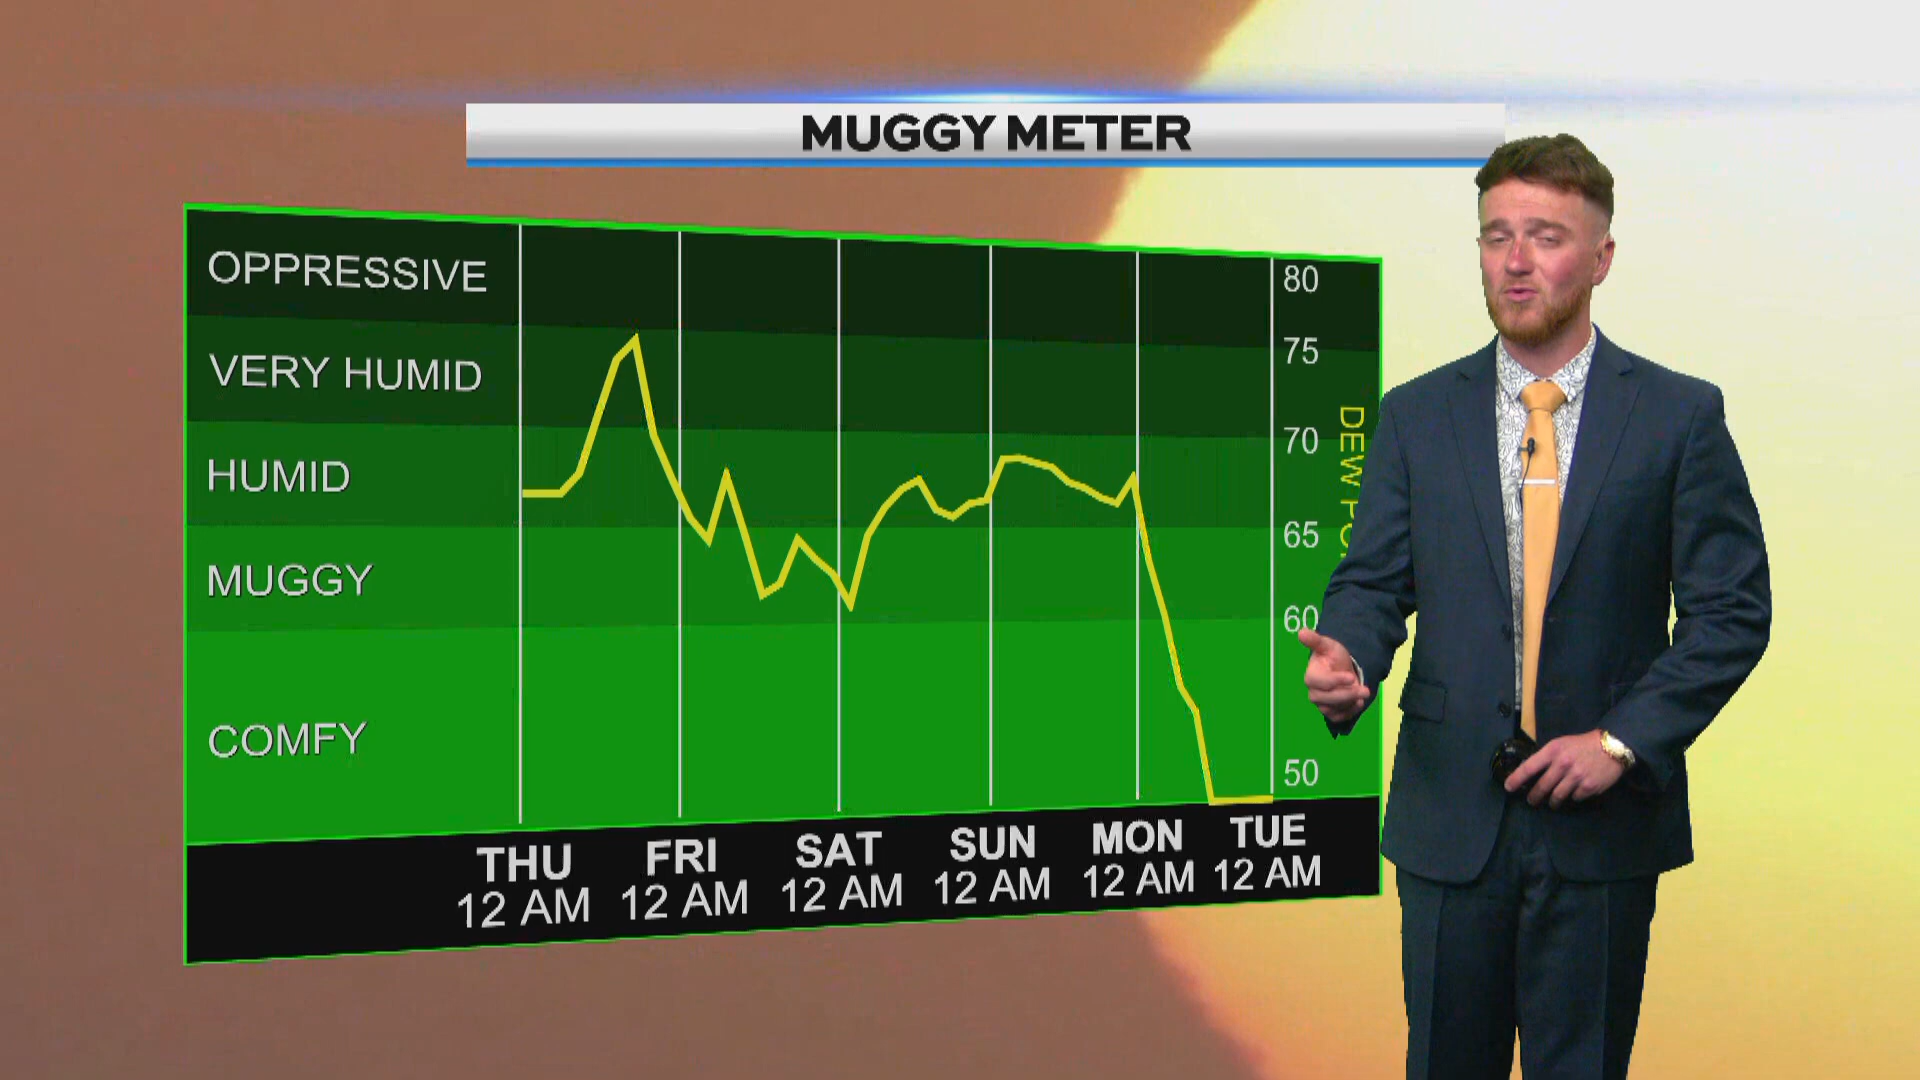 MUGGY METER
OPPRESSIVE
VERY HUMID
HUMID
MUGGY
COMFY
80
75
70
65
60
50
DEW
THU
12 AM
FRI
12 AM
SAT
12 AM
SUN
12 AM
MON
12 AM
TUE
12 AM